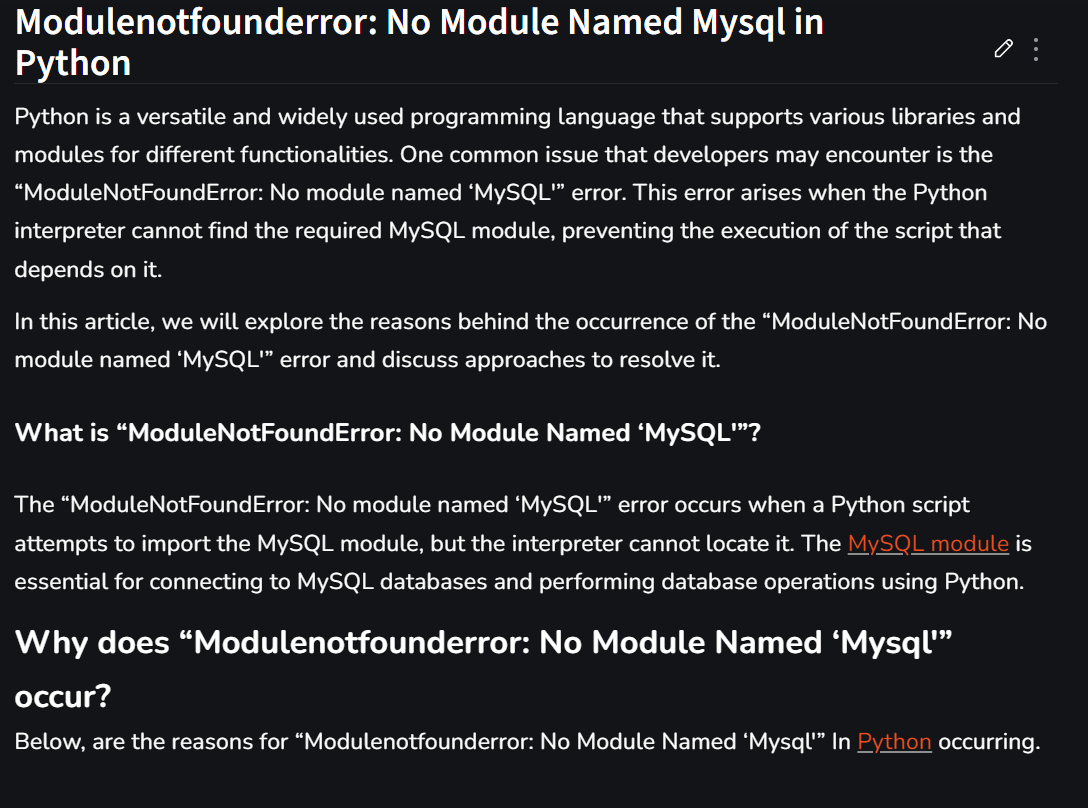 Modulenotfounderror: No Module Named Mysql in
Python
Python is a versatile and widely used programming language that supports various libraries and
modules for different functionalities. One common issue that developers may encounter is the
“ModuleNotFoundError: No module named ‘MySQL'” error. This error arises when the Python
interpreter cannot find the required MySQL module, preventing the execution of the script that
depends on it.
In this article, we will explore the reasons behind the occurrence of the “ModuleNotFoundError: No
module named ‘MySQL'” error and discuss approaches to resolve it.
What is “ModuleNotFoundError: No Module Named ‘MySQL'”?
The “ModuleNotFoundError: No module named ‘MySQL'” error occurs when a Python script
attempts to import the MySQL module, but the interpreter cannot locate it. The MySQL module is
essential for connecting to MySQL databases and performing database operations using Python.
Why does “Modulenotfounderror: No Module Named ‘Mysql'”
occur?
Below, are the reasons for “Modulenotfounderror: No Module Named ‘Mysql'” In Python occurring.